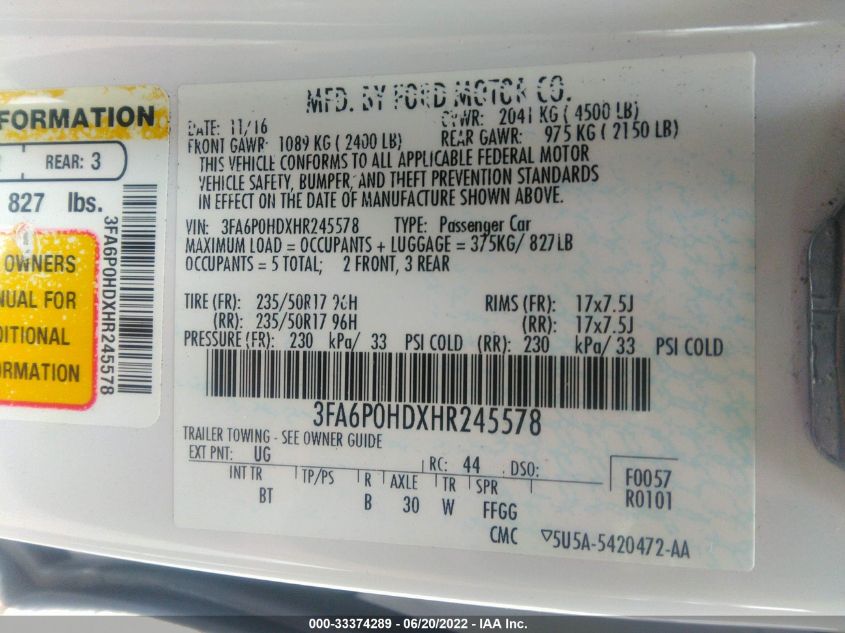 FORMATION
REAR: 3
827 lbs.
OWNERS
NUAL FOR
DITIONAL
ORMATION
3FA6P0HDXHR245578
MFD. BY FORD MOTOR CO.
DATE: 11/16
GVWR: 2041 KG ( 4500 LB)
FRONT GAWR: 1089 KG ( 2400 LB)
REAR GAWR: 975 KG ( 2150 LB)
THIS VEHICLE CONFORMS TO ALL APPLICABLE FEDERAL MOTOR
VEHICLE SAFETY, BUMPER, AND THEFT PREVENTION STANDARDS
IN EFFECT ON THE DATE OF MANUFACTURE SHOWN ABOVE.
VIN: 3FA6P0HDXHR245578 TYPE: Passenger Car
MAXIMUM LOAD = OCCUPANTS + LUGGAGE = 375KG/ 827LB
OCCUPANTS = 5 TOTAL; 2 FRONT, 3 REAR
TIRE (FR): 235/50R17 96H RIMS (FR): 17x7.5J
(RR): 235/50R17 96H (RR): 17x7.5J
PRESSURE (FR): 230 kPa/ 33 PSI COLD (RR): 230 kPa/ 33 PSI COLD
3FA6P0HDXHR245578
TRAILER TOWING - SEE OWNER GUIDE
EXT PNT: UG RC: 44 DSO:
INT TR TP/PS R AXLE TR SPR
BT B 30 W FFGG
F0057
R0101
CMC ▽5U5A-5420472-AA
000-33374289 - 06/20/2022 - IAA Inc.